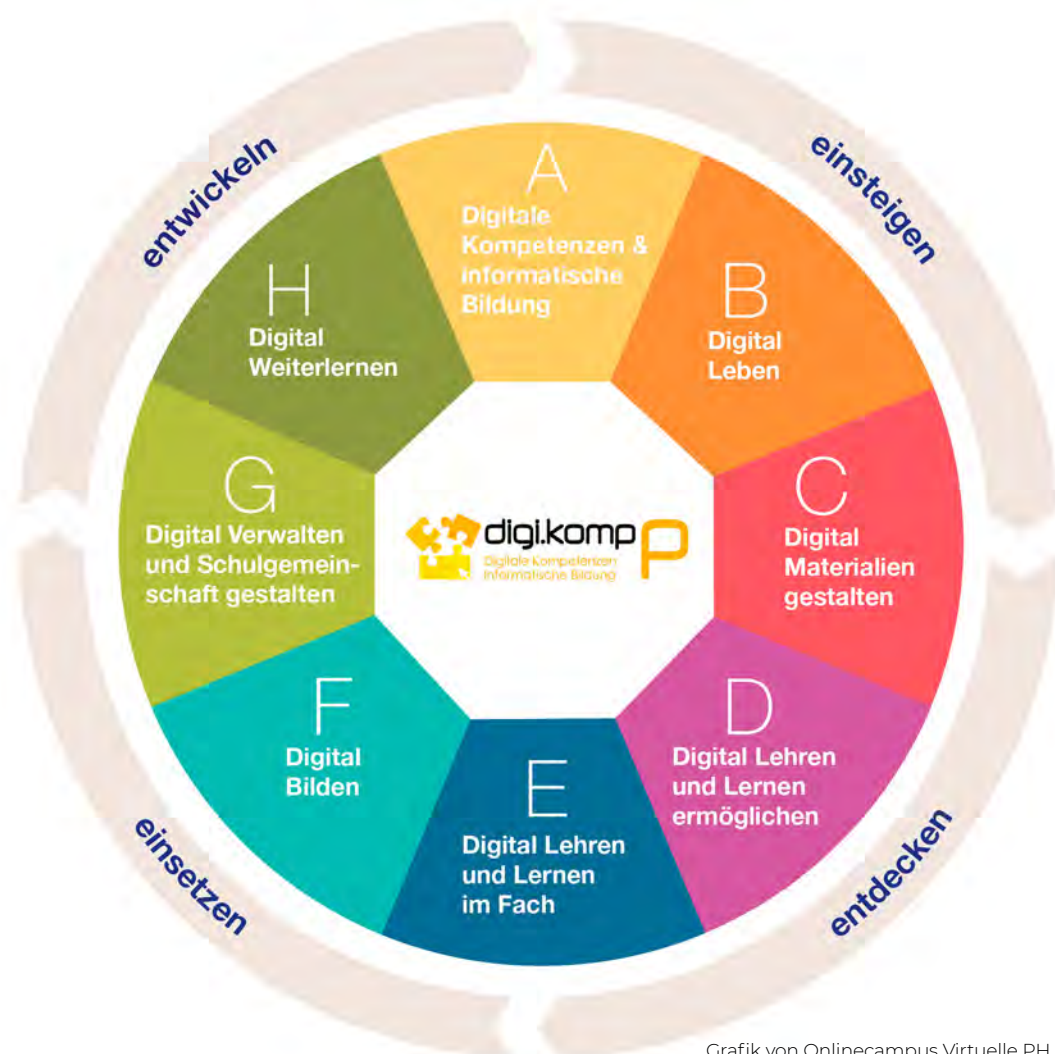 entwickeln
einsteigen
A
Digitale
Kompetenzen &
informatische
Bildung
B
Digital
Leben
C
Digital
Materialien
gestalten
D
Digital Lehren
und Lernen
ermöglichen
entdecken
E
Digital Lehren
und Lernen
im Fach
F
Digital
Bilden
einsetzen
G
Digital Verwalten
und Schulgemein-
schaft gestalten
H
Digital
Weiterlernen
digi.komp P
Digitale Kompetenzen
Informatische Bildung
Grafik von Onlinecampus Virtuelle PH